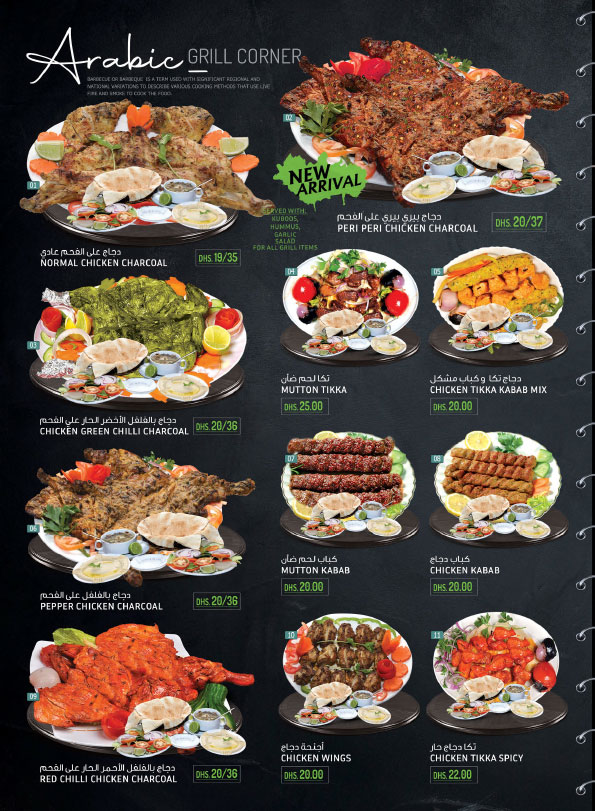 Arabic GRILL CORNER
BARBECUE OR BARBEQUE IS A TERM USED WITH SIGNIFICANT REGIONAL AND
NATIONAL VARIATIONS TO DESCRIBE VARIOUS COOKING METHODS THAT USE LIVE
FIRE AND SMOKE TO COOK THE FOOD.
01
دجاج على الفحم عادي
NORMAL CHICKEN CHARCOAL
DHS. 19/35
02
NEW
ARRIVAL
SERVED WITH,
KUBOOS,
HUMMUS,
GARLIC
SALAD
FOR ALL GRILL ITEMS
دجاج بيري بيري على الفحم
PERI PERI CHICKEN CHARCOAL
DHS. 20/37
03
دجاج بالفلفل الأخضر الحار على الفحم
CHICKEN GREEN CHILLI CHARCOAL
DHS. 20/36
04
تكا لحم ضأن
MUTTON TIKKA
DHS. 25.00
05
دجاج تكا و كباب مشكل
CHICKEN TIKKA KABAB MIX
DHS. 20.00
06
دجاج بالفلفل على الفحم
PEPPER CHICKEN CHARCOAL
DHS. 20/36
07
كباب لحم ضأن
MUTTON KABAB
DHS. 20.00
08
كباب دجاج
CHICKEN KABAB
DHS. 20.00
09
دجاج بالفلفل الأحمر الحار على الفحم
RED CHILLI CHICKEN CHARCOAL
DHS. 20/36
10
أجنحة دجاج
CHICKEN WINGS
DHS. 20.00
11
تكا دجاج حار
CHICKEN TIKKA SPICY
DHS. 22.00